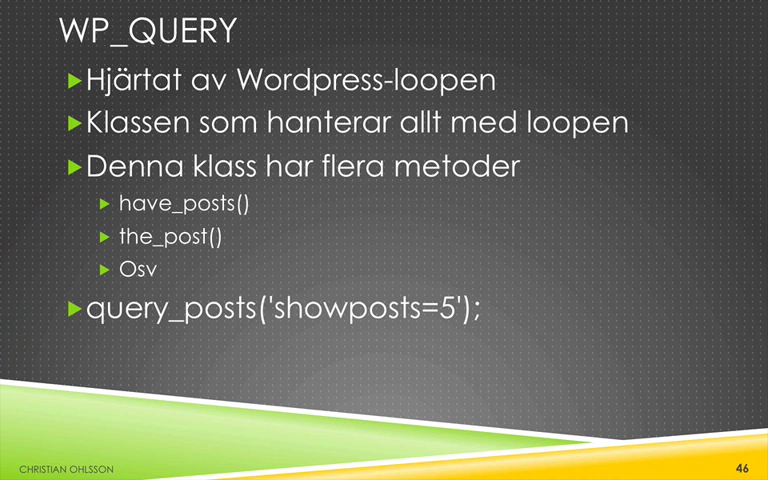 WP_QUERY
Hjärtat av Wordpress-loopen
Klassen som hanterar allt med loopen
Denna klass har flera metoder
have_posts()
the_post()
Osv
query_posts('showposts=5');
CHRISTIAN OHLSSON
46